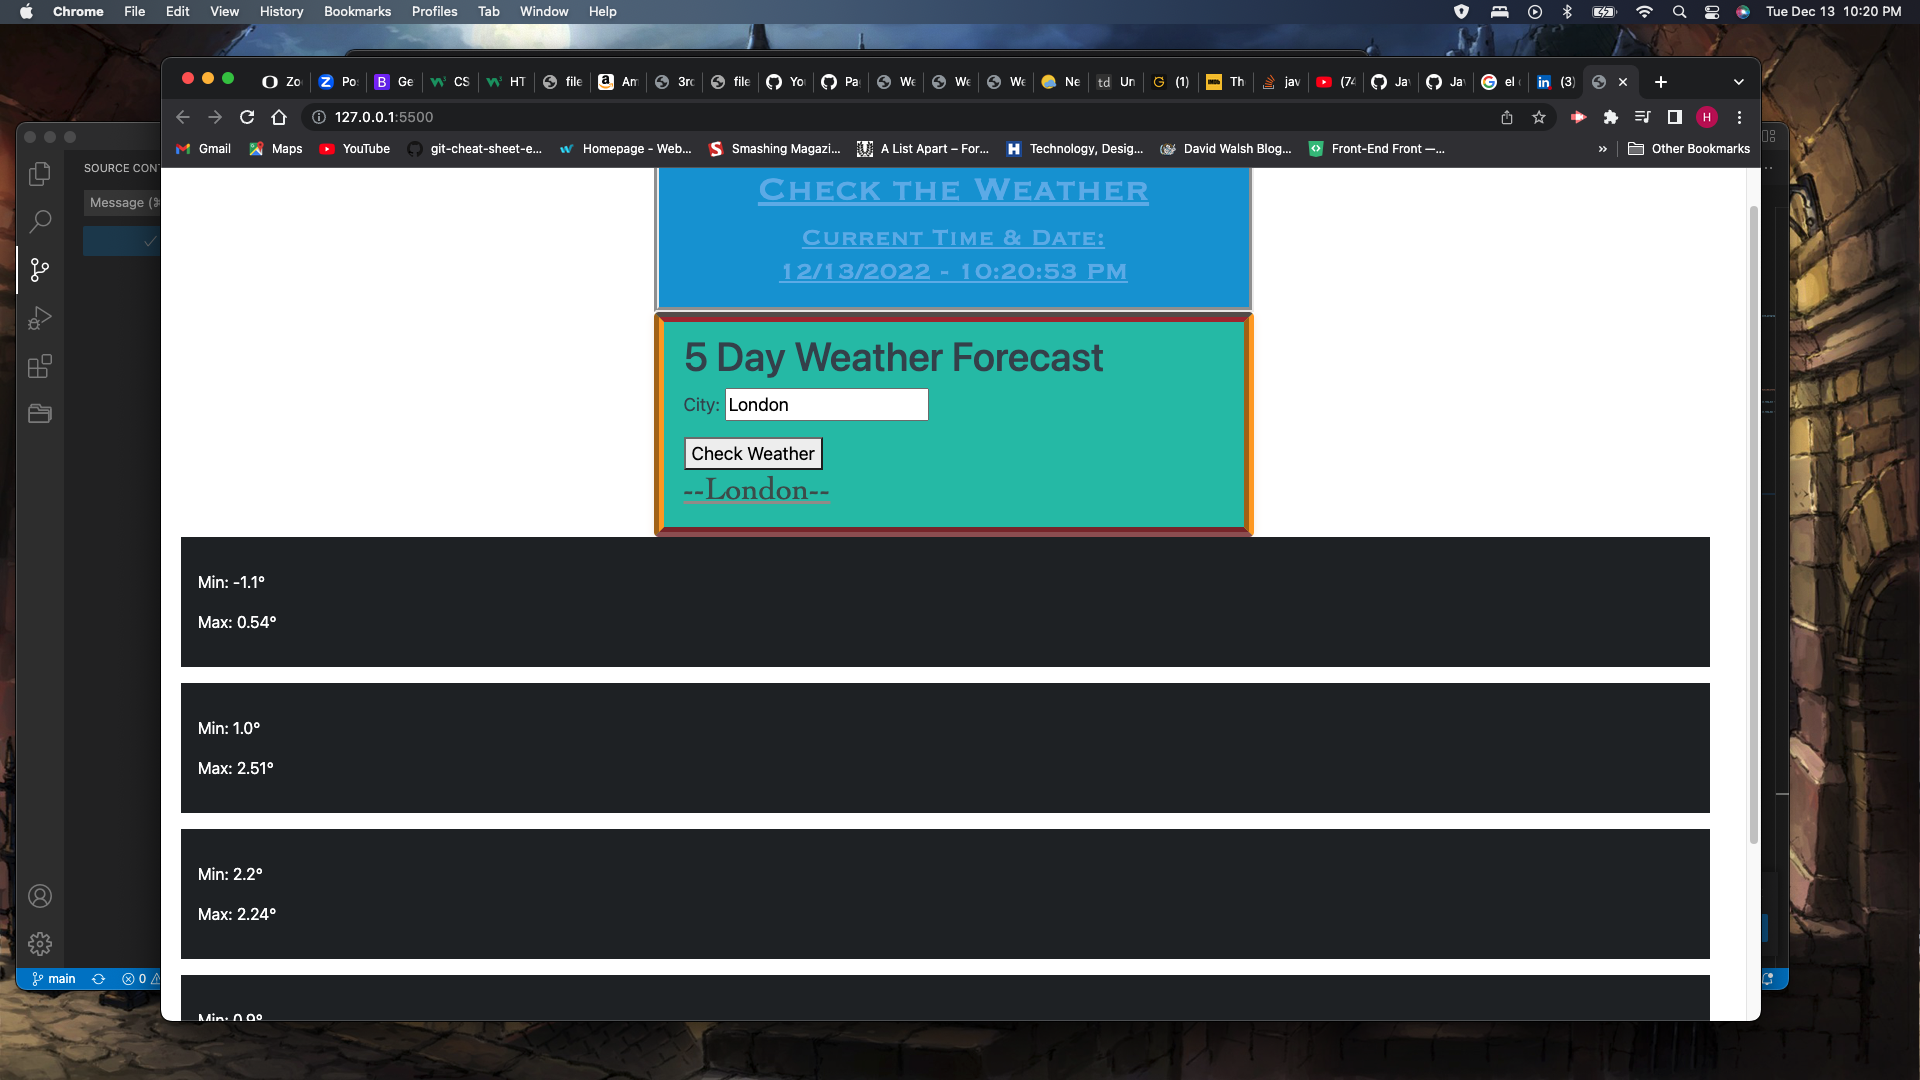 Chrome File Edit View History Bookmarks Profiles Tab Window Help Tue Dec 13 10:20 PM
Zo Po Ge CS HT file Am 3rd file You Pa We We We Ne td Un (1) Th jav (74 Ja Ja el (3)
127.0.0.1:5500 H
Gmail Maps YouTube git-cheat-sheet-e... Homepage - Web... Smashing Magazi... A List Apart – For... Technology, Desig... David Walsh Blog... Front-End Front —... » Other Bookmarks
SOURCE CON
Message (⌘
Check the Weather
Current Time & Date:
12/13/2022 - 10:20:53 PM
5 Day Weather Forecast
City: London
Check Weather
--London--
Min: -1.1°
Max: 0.54°
Min: 1.0°
Max: 2.51°
Min: 2.2°
Max: 2.24°
Min: 0.9°
main 0